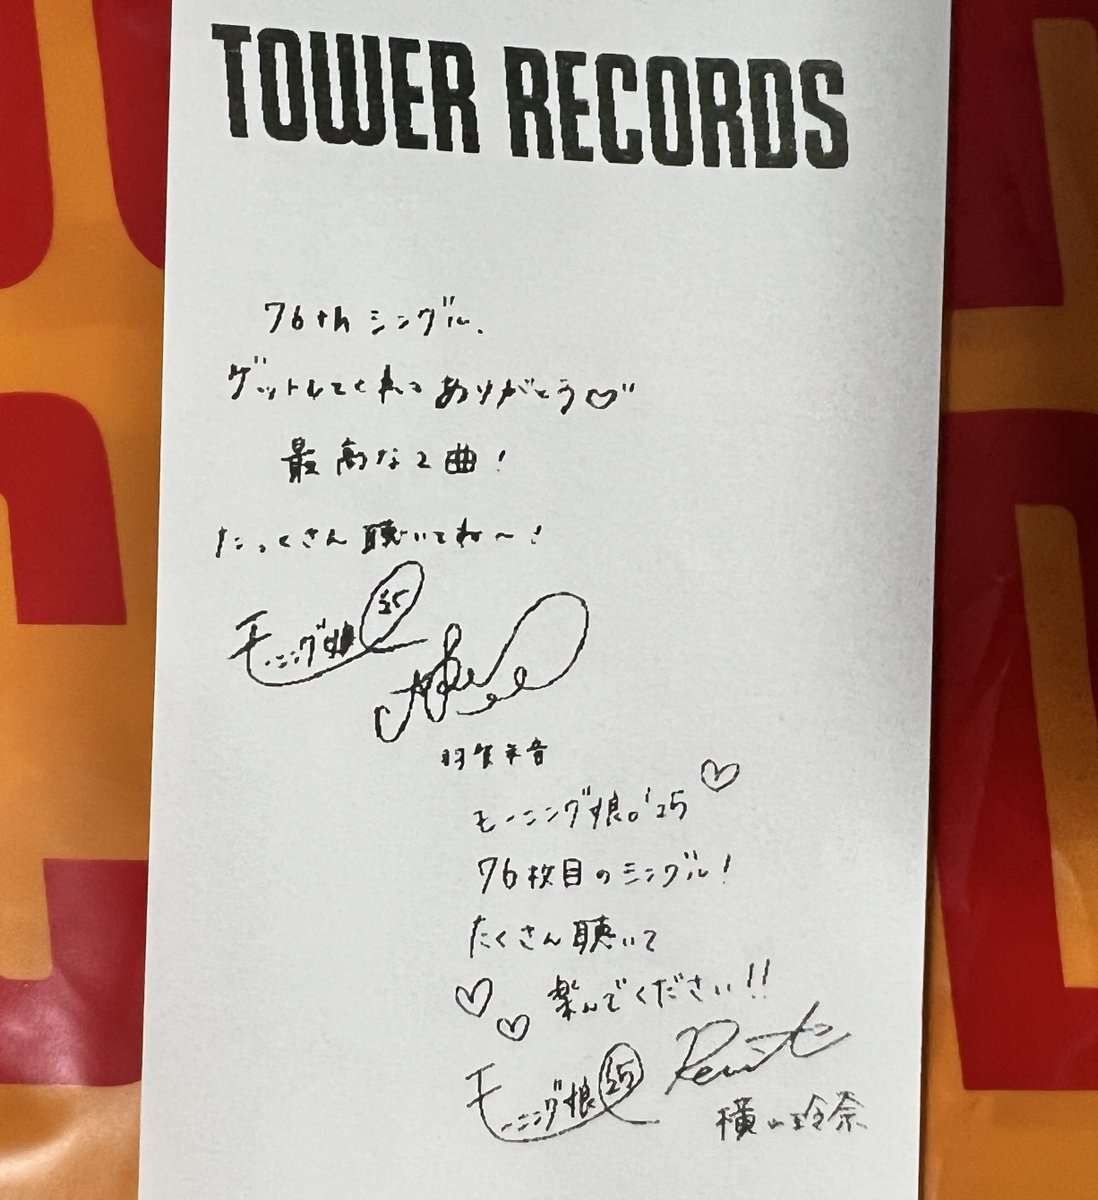 TOWER RECORDS
76thシングル、
ゲットしてくれてありがとう♡
最高な2曲!
たっくさん聴いてね〜!
モーニング娘 '25
羽賀朱音
モーニング娘。'25 ♡
76枚目のシングル!
たくさん聴いて
♡♡ 楽んでください!!
モーニング娘 '25
横山玲奈